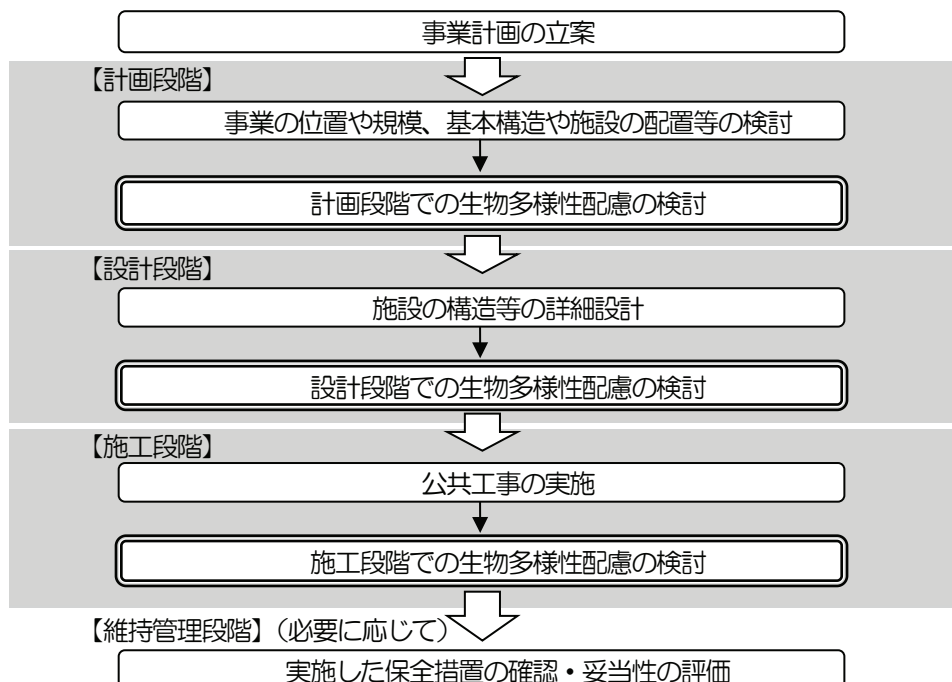 事業計画の立案
【計画段階】
事業の位置や規模、基本構造や施設の配置等の検討
計画段階での生物多様性配慮の検討
【設計段階】
施設の構造等の詳細設計
設計段階での生物多様性配慮の検討
【施工段階】
公共工事の実施
施工段階での生物多様性配慮の検討
【維持管理段階】（必要に応じて）
実施した保全措置の確認・妥当性の評価